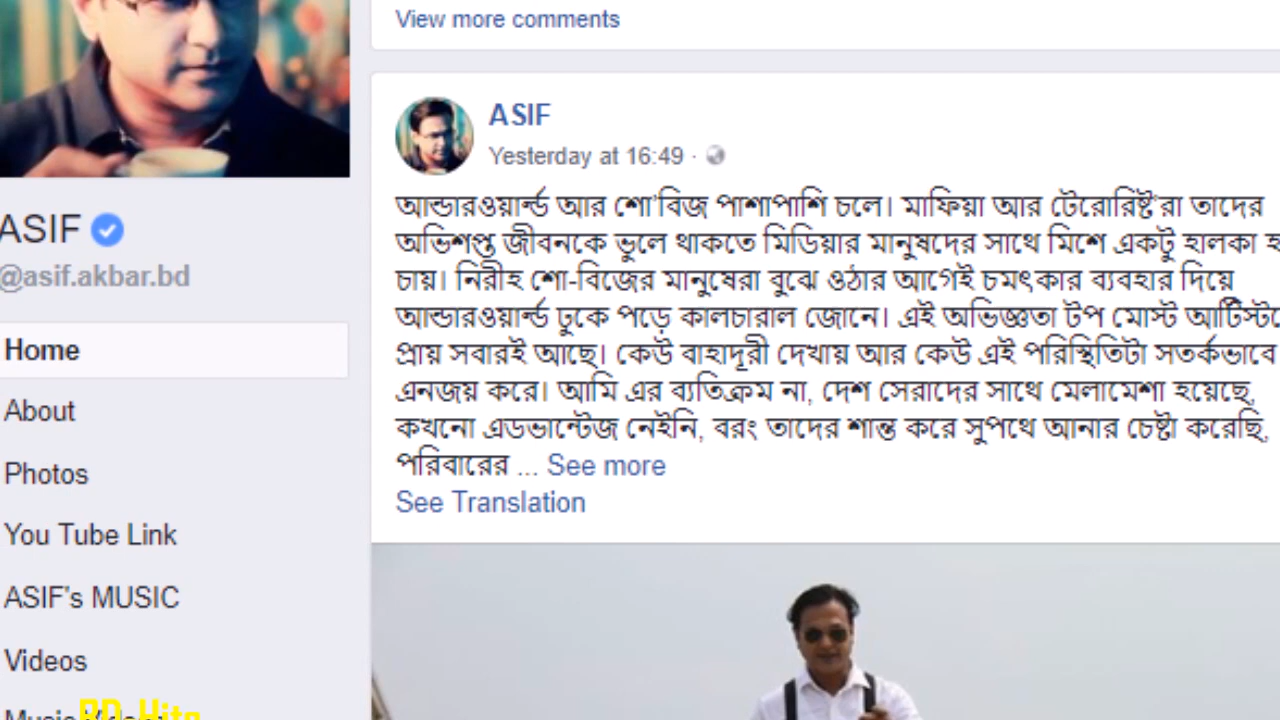 View more comments
ASIF
Yesterday at 16:49 ·
আন্ডারওয়ার্ল্ড আর শো'বিজ পাশাপাশি চলে। মাফিয়া আর টেরোরিষ্ট'রা তাদের
অভিশপ্ত জীবনকে ভুলে থাকতে মিডিয়ার মানুষদের সাথে মিশে একটু হালকা
চায়। নিরীহ শো-বিজের মানুষেরা বুঝে ওঠার আগেই চমৎকার ব্যবহার দিয়ে
আন্ডারওয়ার্ল্ড ঢুকে পড়ে কালচারাল জোনে। এই অভিজ্ঞতা টপ মোস্ট
প্রায় সবারই আছে। কেউ বাহাদূরী দেখায় আর কেউ এই পরিস্থিতিটা সতর্কভাবে
এনজয় করে। আমি এর ব্যতিক্রম না, দেশ সেরাদের সাথে মেলামেশা হয়েছে,
কখনো এডভান্টেজ নেইনি, বরং তাদের শান্ত করে সুপথে আনার চেষ্টা করেছি,
পরিবারের ... See more
See Translation
ASIF
@asif.akbar.bd
Home
About
Photos
You Tube Link
ASIF's MUSIC
Videos